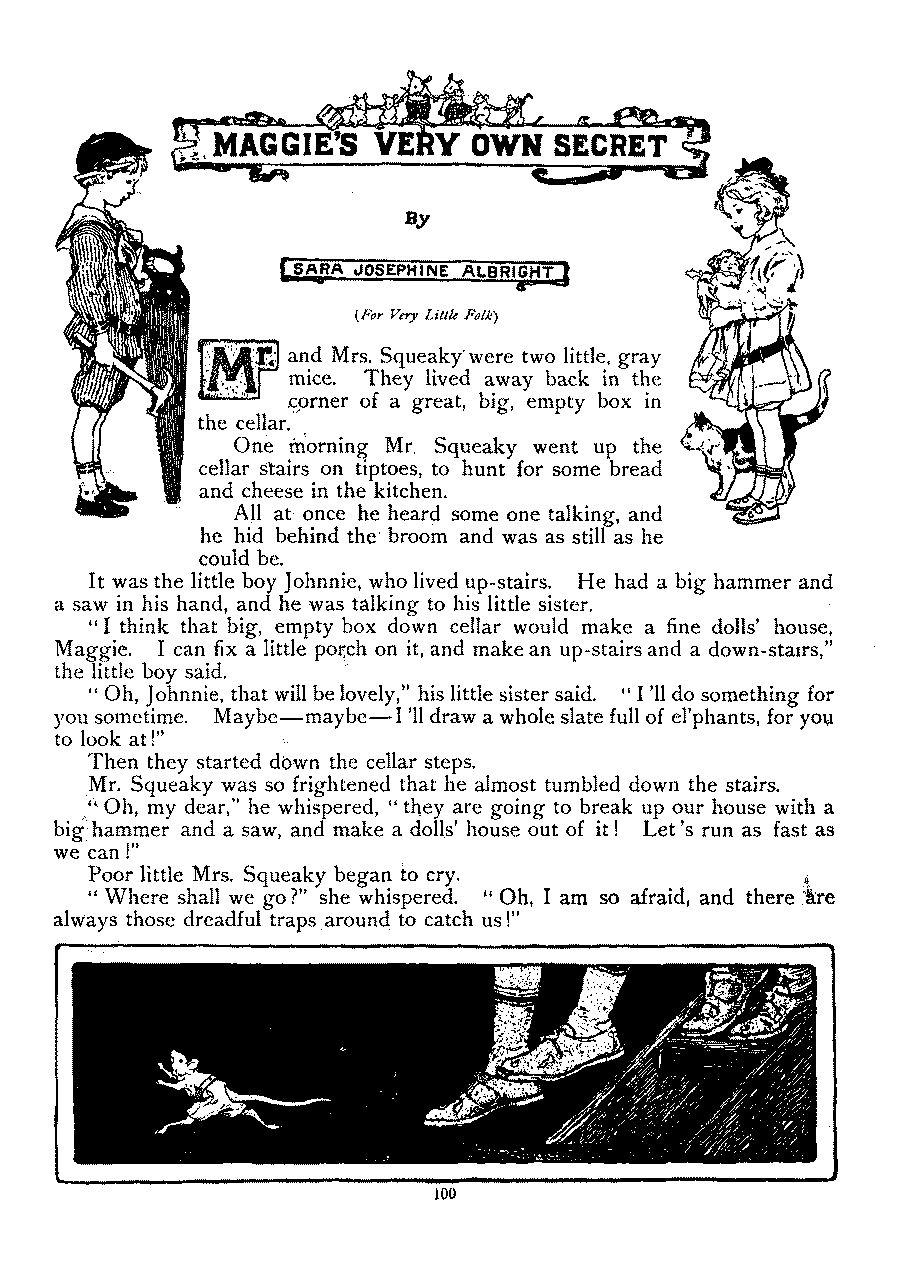 MAGGIE'S VERY OWN SECRET
By
SARA JOSEPHINE ALBRIGHT
(For Very Little Folk)
Mr. and Mrs. Squeaky were two little, gray
mice. They lived away back in the
corner of a great, big, empty box in
the cellar.
One morning Mr. Squeaky went up the
cellar stairs on tiptoes, to hunt for some bread
and cheese in the kitchen.
All at once he heard some one talking, and
he hid behind the broom and was as still as he
could be.
It was the little boy Johnnie, who lived up-stairs. He had a big hammer and
a saw in his hand, and he was talking to his little sister.
"I think that big, empty box down cellar would make a fine dolls' house,
Maggie. I can fix a little porch on it, and make an up-stairs and a down-stairs,"
the little boy said.
"Oh, Johnnie, that will be lovely," his little sister said. "I 'll do something for
you sometime. Maybe—maybe—I 'll draw a whole slate full of el'phants, for you
to look at!"
Then they started down the cellar steps.
Mr. Squeaky was so frightened that he almost tumbled down the stairs.
"Oh, my dear," he whispered, "they are going to break up our house with a
big hammer and a saw, and make a dolls' house out of it! Let 's run as fast as
we can!"
Poor little Mrs. Squeaky began to cry.
"Where shall we go?" she whispered. "Oh, I am so afraid, and there are
always those dreadful traps around to catch us!"
100